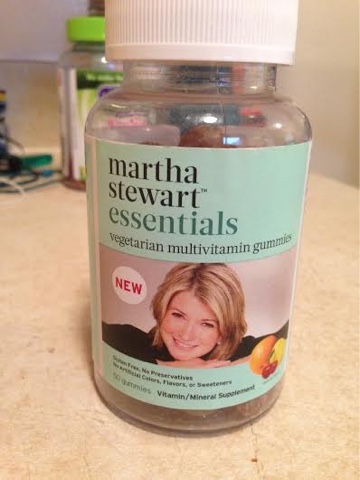 martha
stewart™
essentials
vegetarian multivitamin gummies
NEW
Gluten Free, No Preservatives
No Artificial Colors, Flavors, or Sweeteners
50 gummies Vitamin/Mineral Supplement